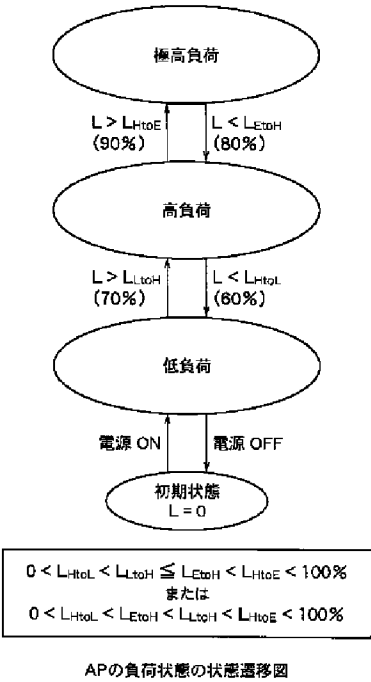 極高負荷
L > LHtoE
(90%)
L < LEtoH
(80%)
高負荷
L > LLtoH
(70%)
L < LHtoL
(60%)
低負荷
電源 ON
電源 OFF
初期状態
L = 0
0 < LHtoL < LLtoH ≦ LEtoH < LHtoE < 100%
または
0 < LHtoL < LEtoH < LLtoH < LHtoE < 100%
APの負荷状態の状態遷移図